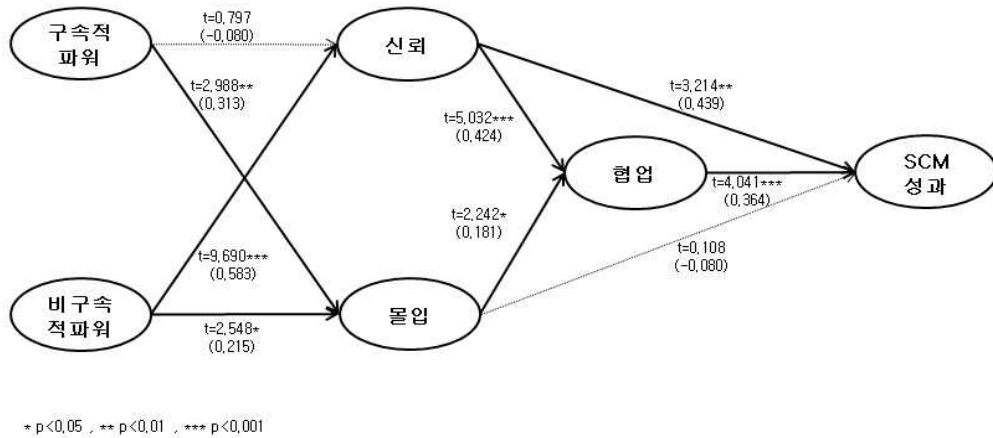 구속적
파워
t=0.797
(-0.080)
신뢰
t=2.988**
(0.313)
t=3.214**
(0.439)
t=5.032***
(0.424)
협업
SCM
성과
t=4.041***
(0.364)
t=2.242*
(0.181)
t=9.690***
(0.583)
t=0.108
(-0.080)
비구속
적파워
몰입
t=2.548*
(0.215)
* p<0.05 , ** p<0.01 , *** p<0.001